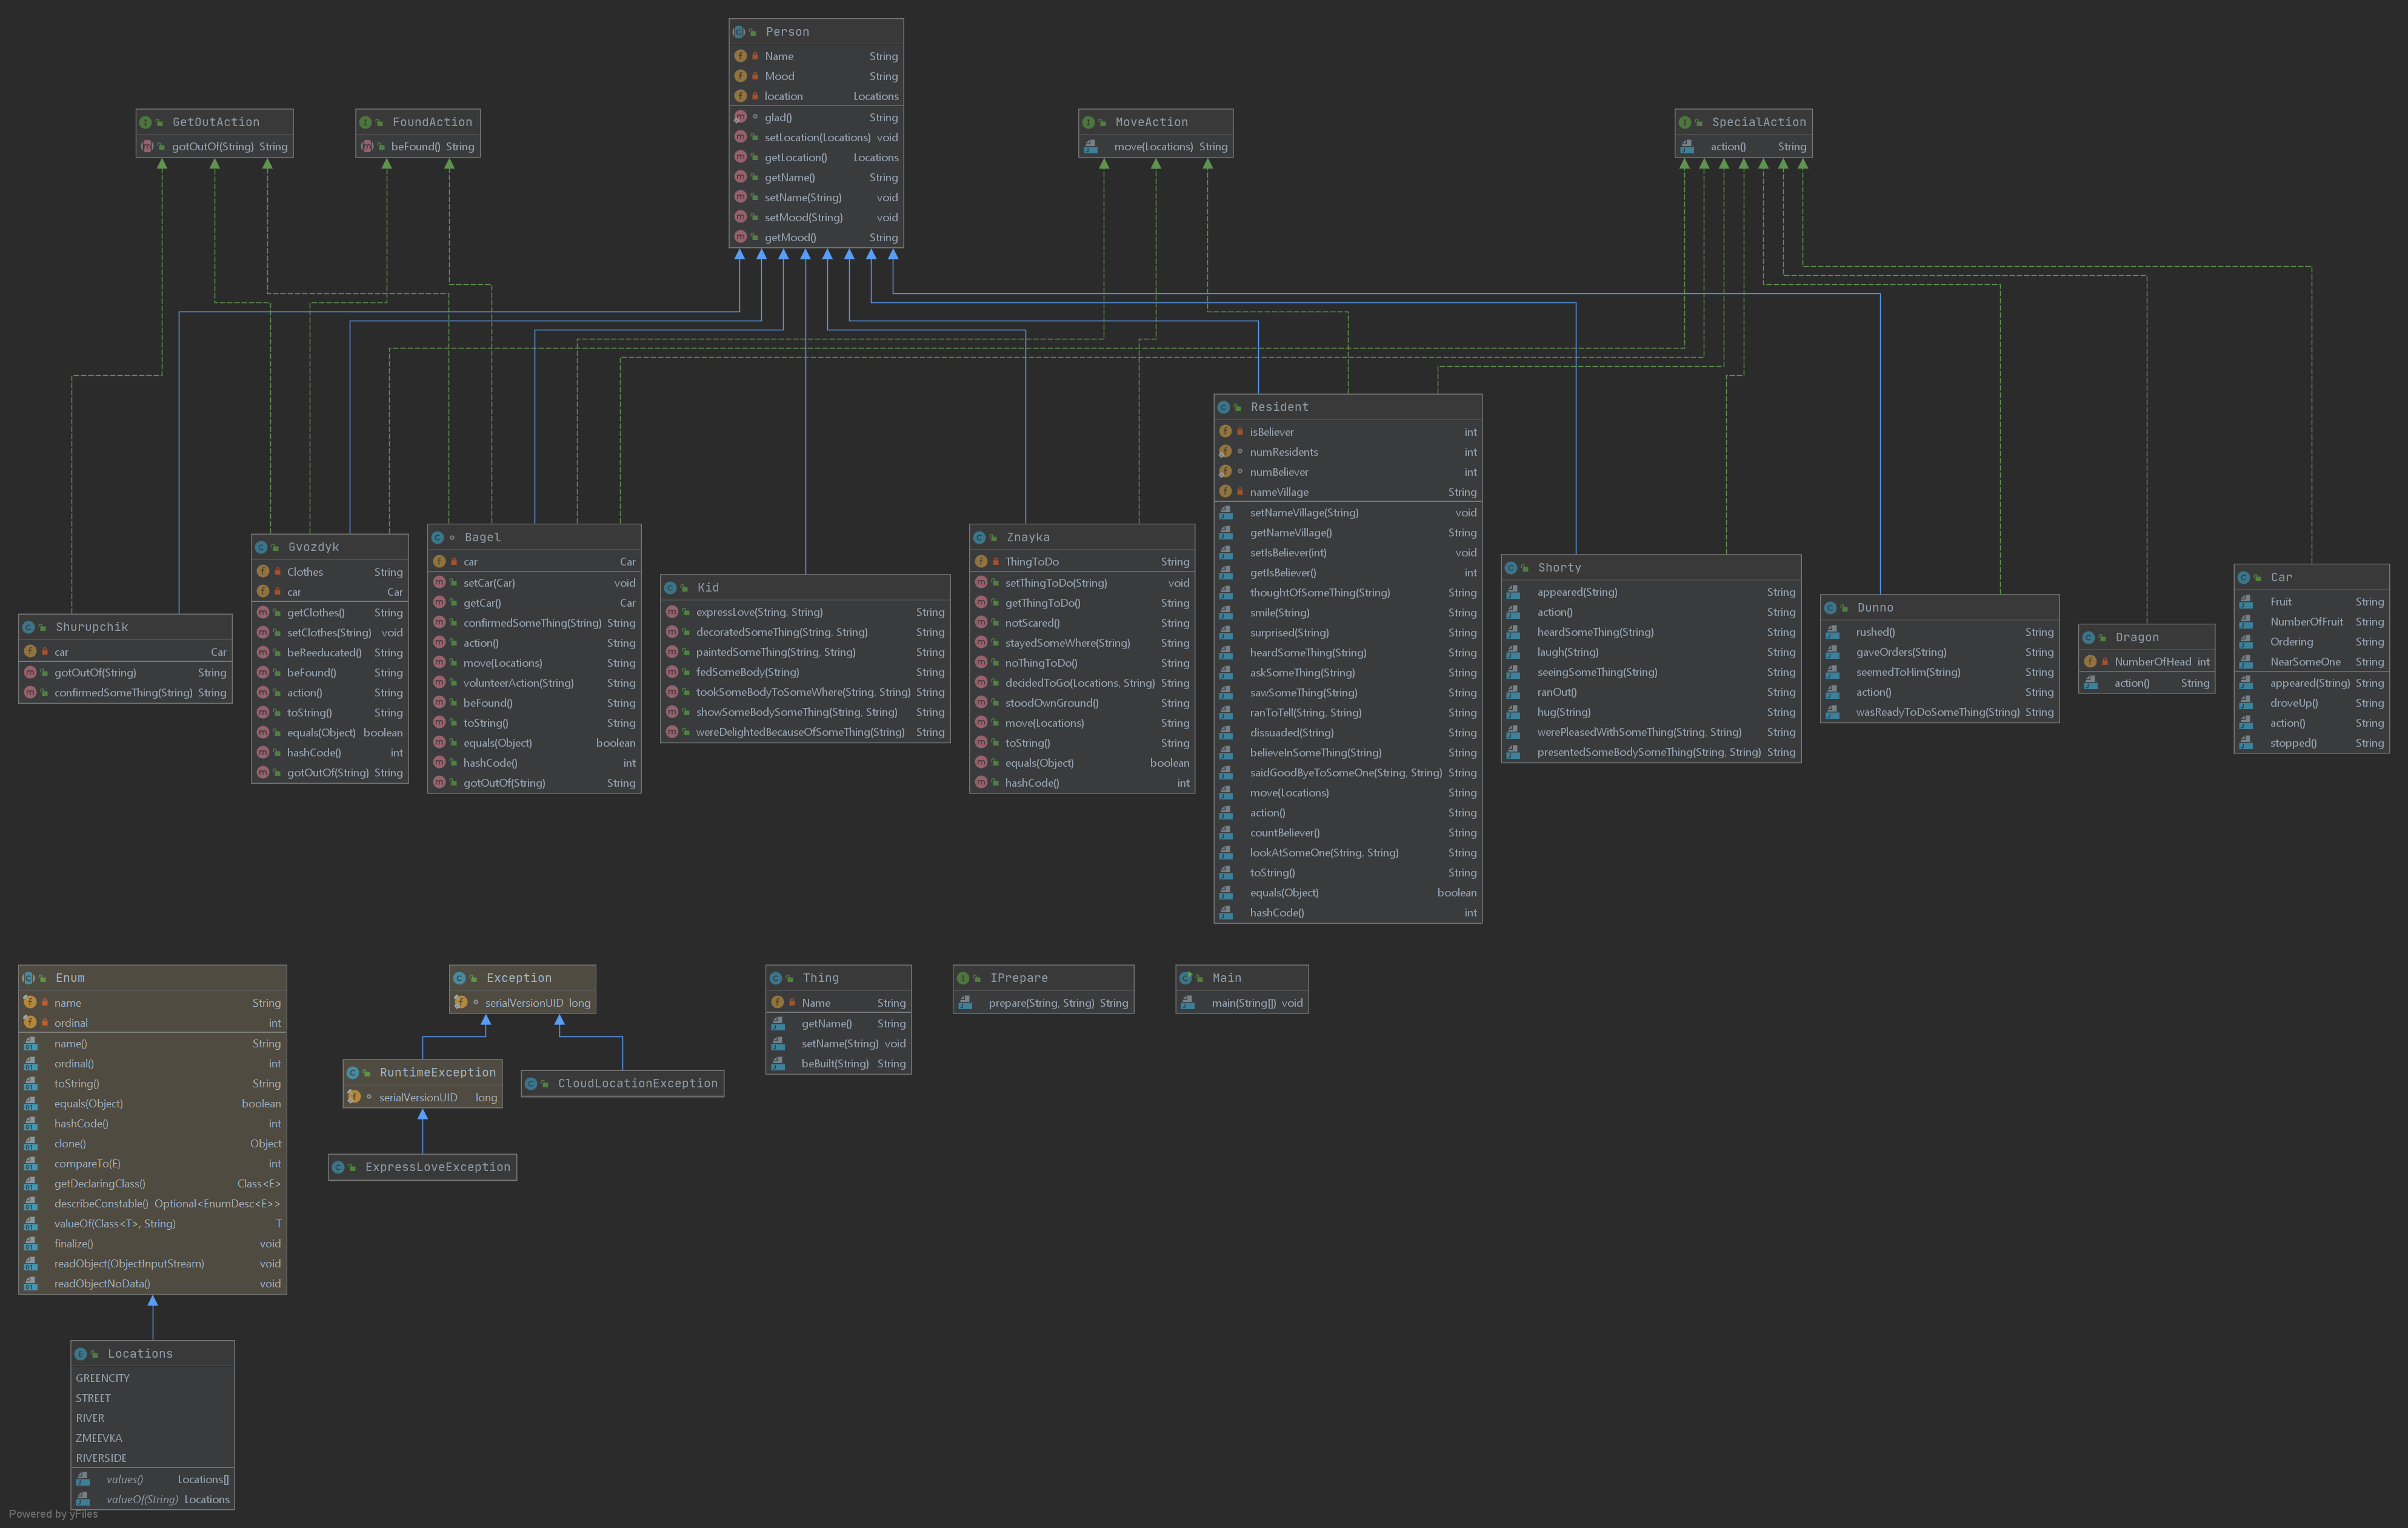 Person
Name String
Mood String
location Locations
glad() String
setLocation(Locations) void
getLocation() Locations
getName() String
setName(String) void
setMood(String) void
getMood() String
GetOutAction
gotOutOf(String) String
FoundAction
beFound() String
MoveAction
move(Locations) String
SpecialAction
action() String
Shurupchik
car Car
gotOutOf(String) String
confirmedSomeThing(String) String
Gvozdyk
Clothes String
car Car
getClothes() String
setClothes(String) void
beReeducated() String
beFound() String
action() String
toString() String
equals(Object) boolean
hashCode() int
gotOutOf(String) String
Bagel
car Car
setCar(Car) void
getCar() Car
confirmedSomeThing(String) String
action() String
move(Locations) String
volunteerAction(String) String
beFound() String
toString() String
equals(Object) boolean
hashCode() int
gotOutOf(String) String
Kid
expressLove(String, String) String
decoratedSomeThing(String, String) String
paintedSomeThing(String, String) String
fedSomeBody(String) String
tookSomeBodyToSomeWhere(String, String) String
showSomeBodySomeThing(String, String) String
wereDelightedBecauseOfSomeThing(String) String
Znayka
ThingToDo String
setThingToDo(String) void
getThingToDo() String
notScared() String
stayedSomeWhere(String) String
noThingToDo() String
decidedToGo(Locations, String) String
stoodOwnGround() String
move(Locations) String
toString() String
equals(Object) boolean
hashCode() int
Resident
isBeliever int
numResidents int
numBeliever int
nameVillage String
setNameVillage(String) void
getNameVillage() String
setIsBeliever(int) void
getIsBeliever() int
thoughtOfSomeThing(String) String
smile(String) String
surprised(String) String
heardSomeThing(String) String
askSomeThing(String) String
sawSomeThing(String) String
ranToTell(String, String) String
dissuaded(String) String
believeInSomeThing(String) String
saidGoodByeToSomeOne(String, String) String
move(Locations) String
action() String
countBeliever() String
lookAtSomeOne(String, String) String
toString() String
equals(Object) boolean
hashCode() int
Shorty
appeared(String) String
action() String
heardSomeThing(String) String
laugh(String) String
seeingSomeThing(String) String
ranOut() String
hug(String) String
werePleasedWithSomeThing(String, String) String
presentedSomeBodySomeThing(String, String) String
Dunno
rushed() String
gaveOrders(String) String
seemedToHim(String) String
action() String
wasReadyToDoSomeThing(String) String
Dragon
NumberOfHead int
action() String
Car
Fruit String
NumberOfFruit String
Ordering String
NearSomeOne String
appeared(String) String
droveUp() String
action() String
stopped() String
Enum
name String
ordinal int
name() String
ordinal() int
toString() String
equals(Object) boolean
hashCode() int
clone() Object
compareTo(E) int
getDeclaringClass() Class<E>
describeConstable() Optional<EnumDesc<E>>
valueOf(Class<T>, String) T
finalize() void
readObject(ObjectInputStream) void
readObjectNoData() void
Exception
serialVersionUID long
RuntimeException
serialVersionUID long
CloudLocationException
ExpressLoveException
Thing
Name String
getName() String
setName(String) void
beBuilt(String) String
IPrepare
prepare(String, String) String
Main
main(String[]) void
Locations
GREENCITY
STREET
RIVER
ZMEEVKA
RIVERSIDE
values() Locations[]
valueOf(String) Locations
Powered by yFiles